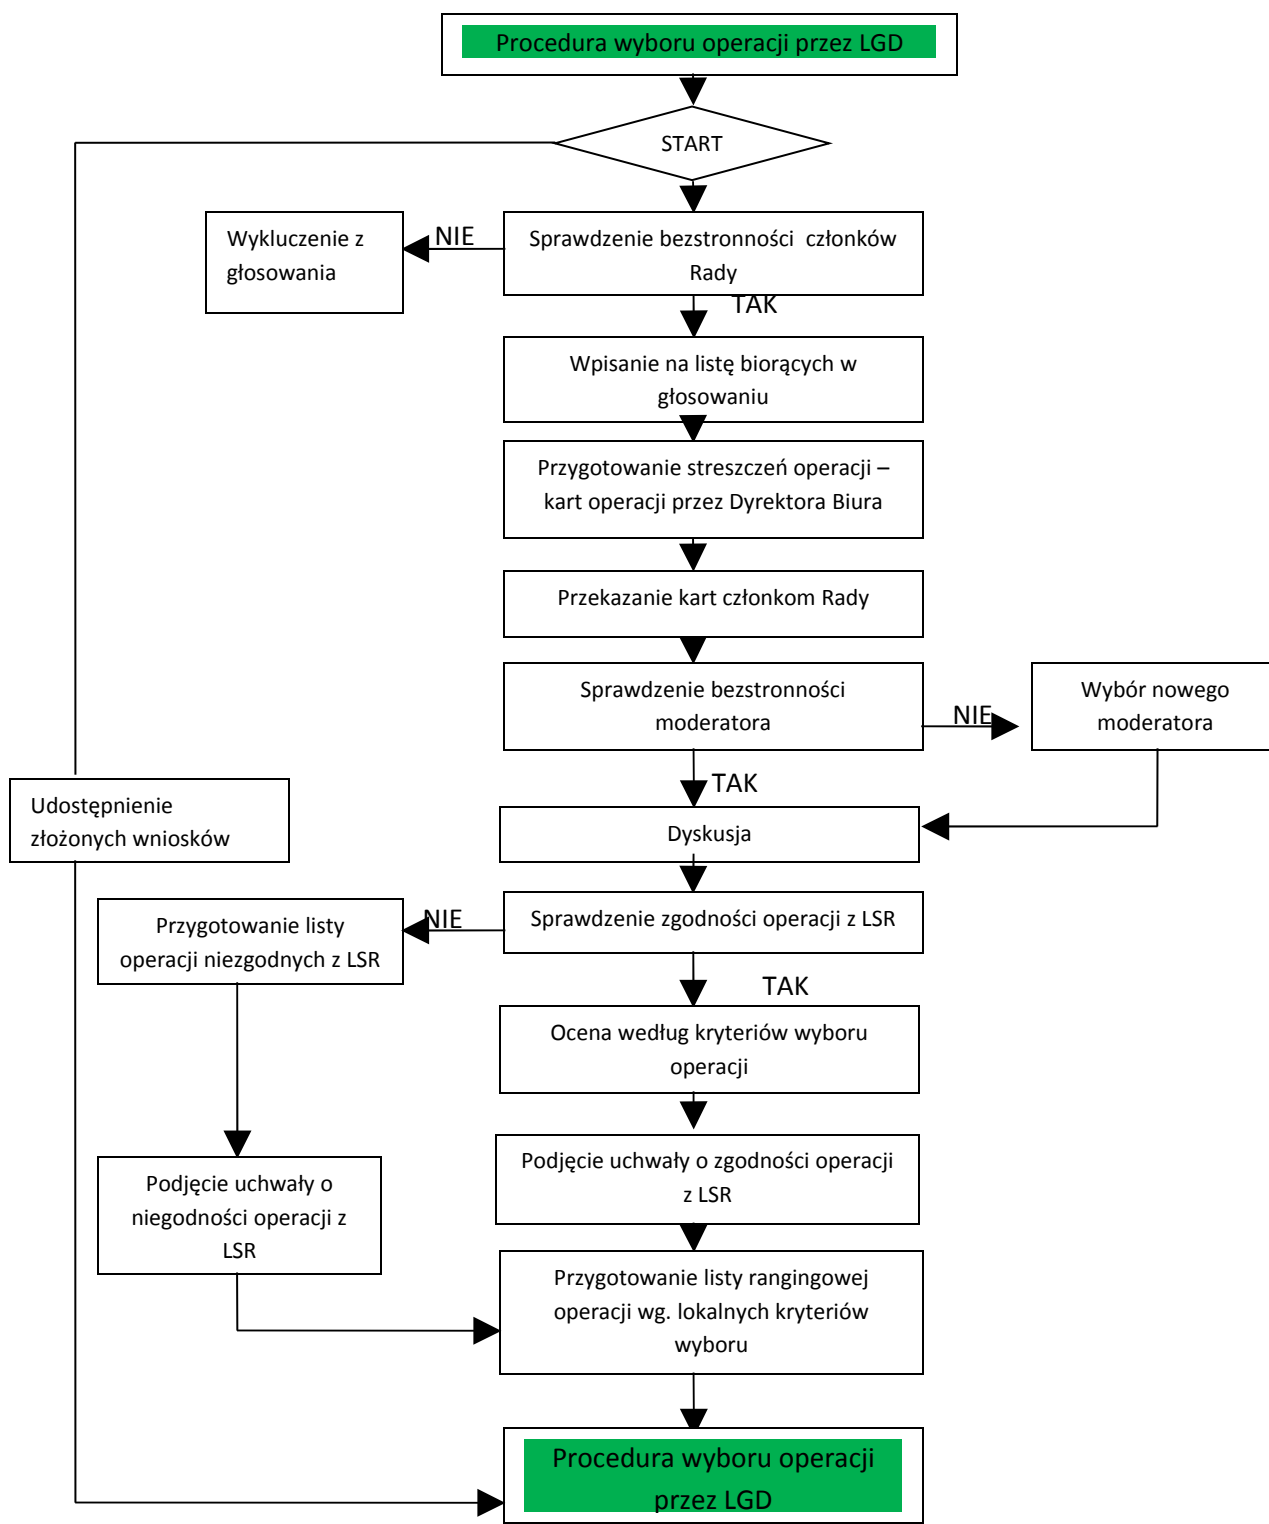 Procedura wyboru operacji przez LGD
START
Wykluczenie z
głosowania
NIE
Sprawdzenie bezstronności członków
Rady
TAK
Wpisanie na listę biorących w
głosowaniu
Przygotowanie streszczeń operacji –
kart operacji przez Dyrektora Biura
Przekazanie kart członkom Rady
Sprawdzenie bezstronności
moderatora
NIE
Wybór nowego
moderatora
TAK
Udostępnienie
złożonych wniosków
Dyskusja
Przygotowanie listy
operacji niezgodnych z LSR
NIE
Sprawdzenie zgodności operacji z LSR
TAK
Ocena według kryteriów wyboru
operacji
Podjęcie uchwały o zgodności operacji
z LSR
Podjęcie uchwały o
niegodności operacji z
LSR
Przygotowanie listy rangingowej
operacji wg. lokalnych kryteriów
wyboru
Procedura wyboru operacji
przez LGD